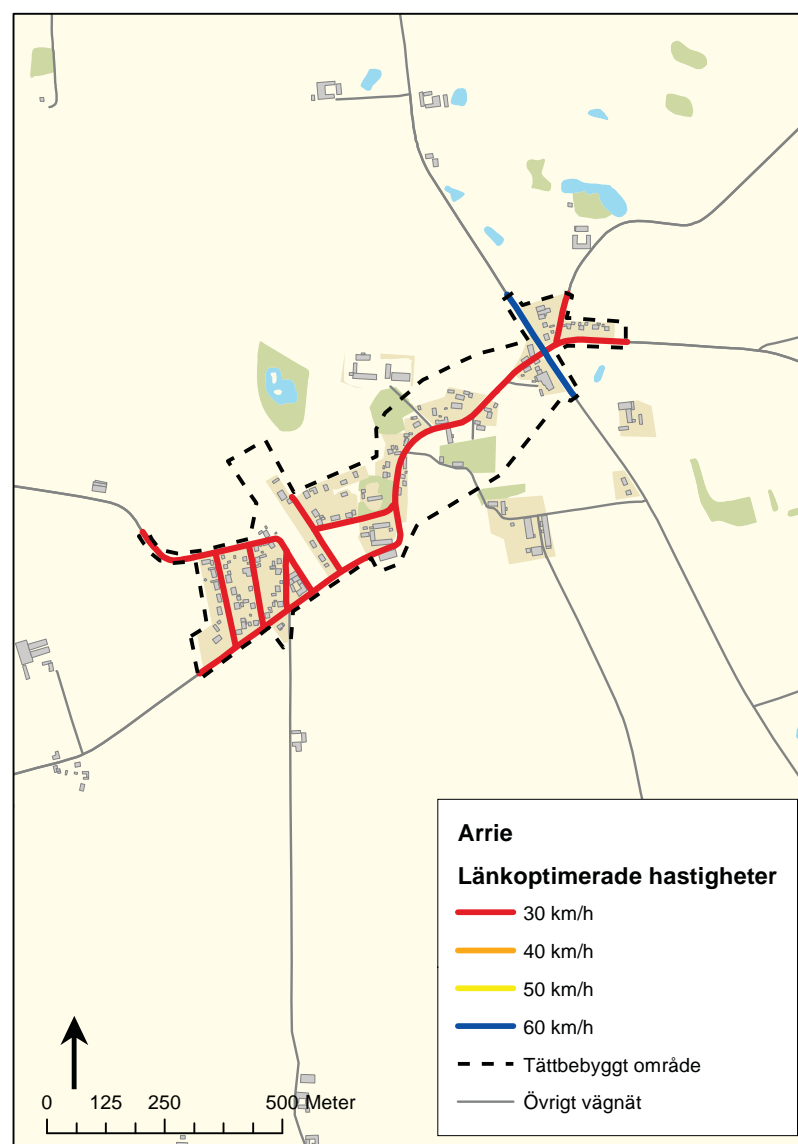 Arrie
Länkoptimerade hastigheter
30 km/h
40 km/h
50 km/h
60 km/h
Tättbebyggt område
Övrigt vägnät
0 125 250 500 Meter